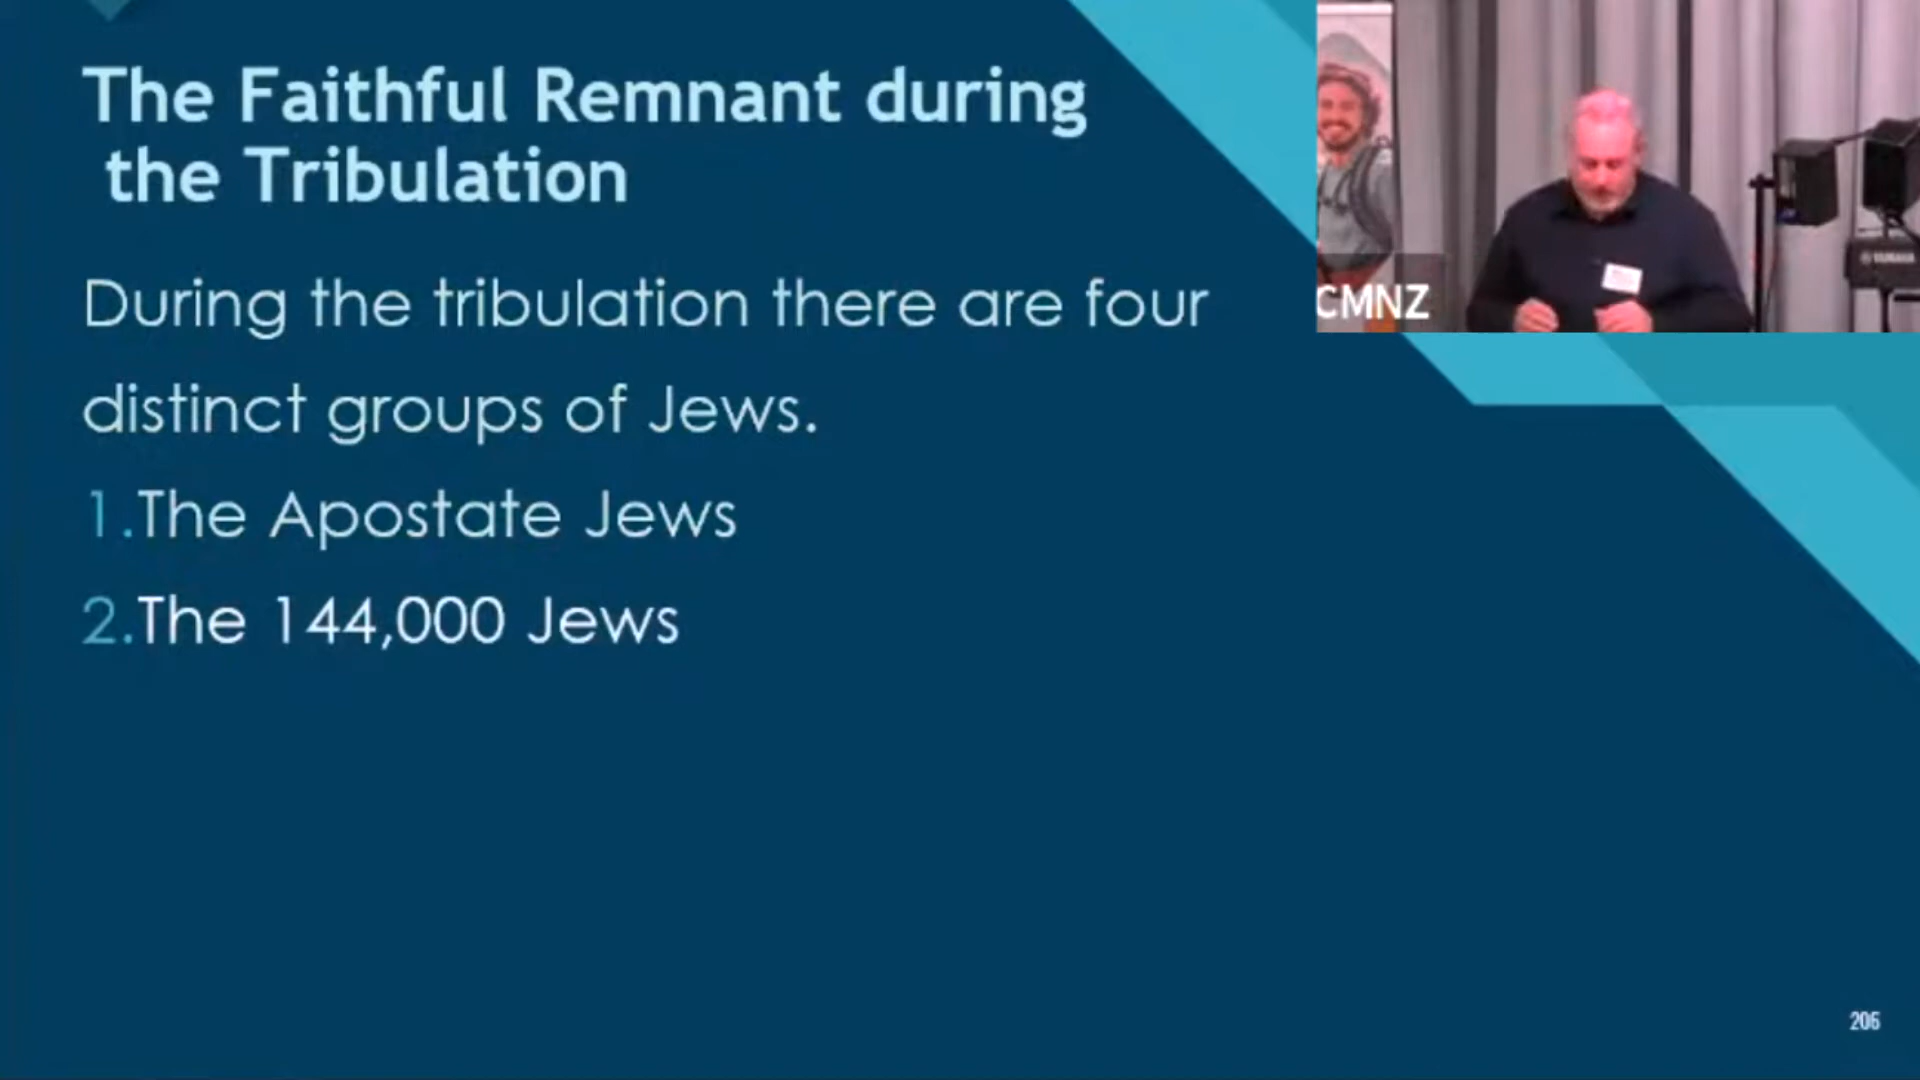 The Faithful Remnant during
the Tribulation
During the tribulation there are four
distinct groups of Jews.
1.The Apostate Jews
2.The 144,000 Jews
CMNZ
YAMAHA
206